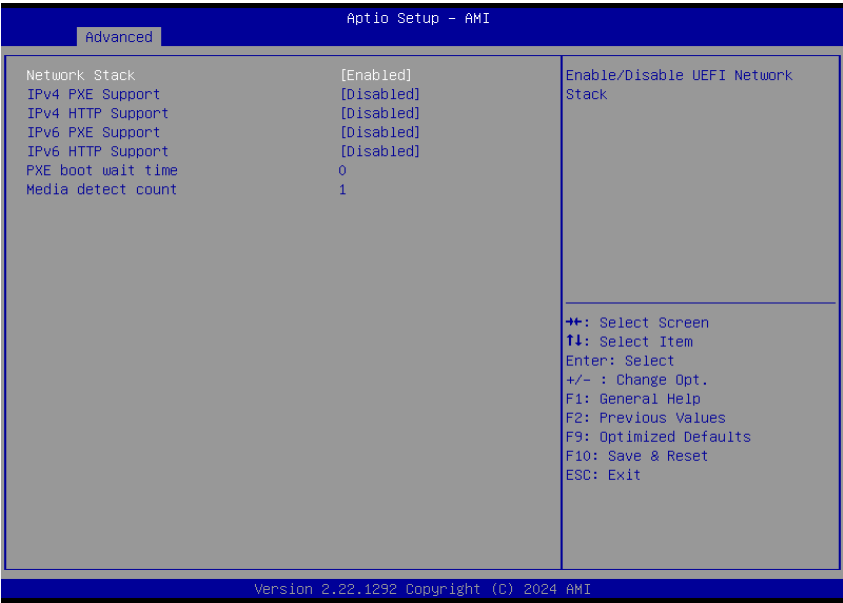 Aptio Setup – AMI
Advanced
Network Stack [Enabled]
IPv4 PXE Support [Disabled]
IPv4 HTTP Support [Disabled]
IPv6 PXE Support [Disabled]
IPv6 HTTP Support [Disabled]
PXE boot wait time 0
Media detect count 1
Enable/Disable UEFI Network
Stack
→←: Select Screen
↑↓: Select Item
Enter: Select
+/- : Change Opt.
F1: General Help
F2: Previous Values
F9: Optimized Defaults
F10: Save & Reset
ESC: Exit
Version 2.22.1292 Copyright (C) 2024 AMI